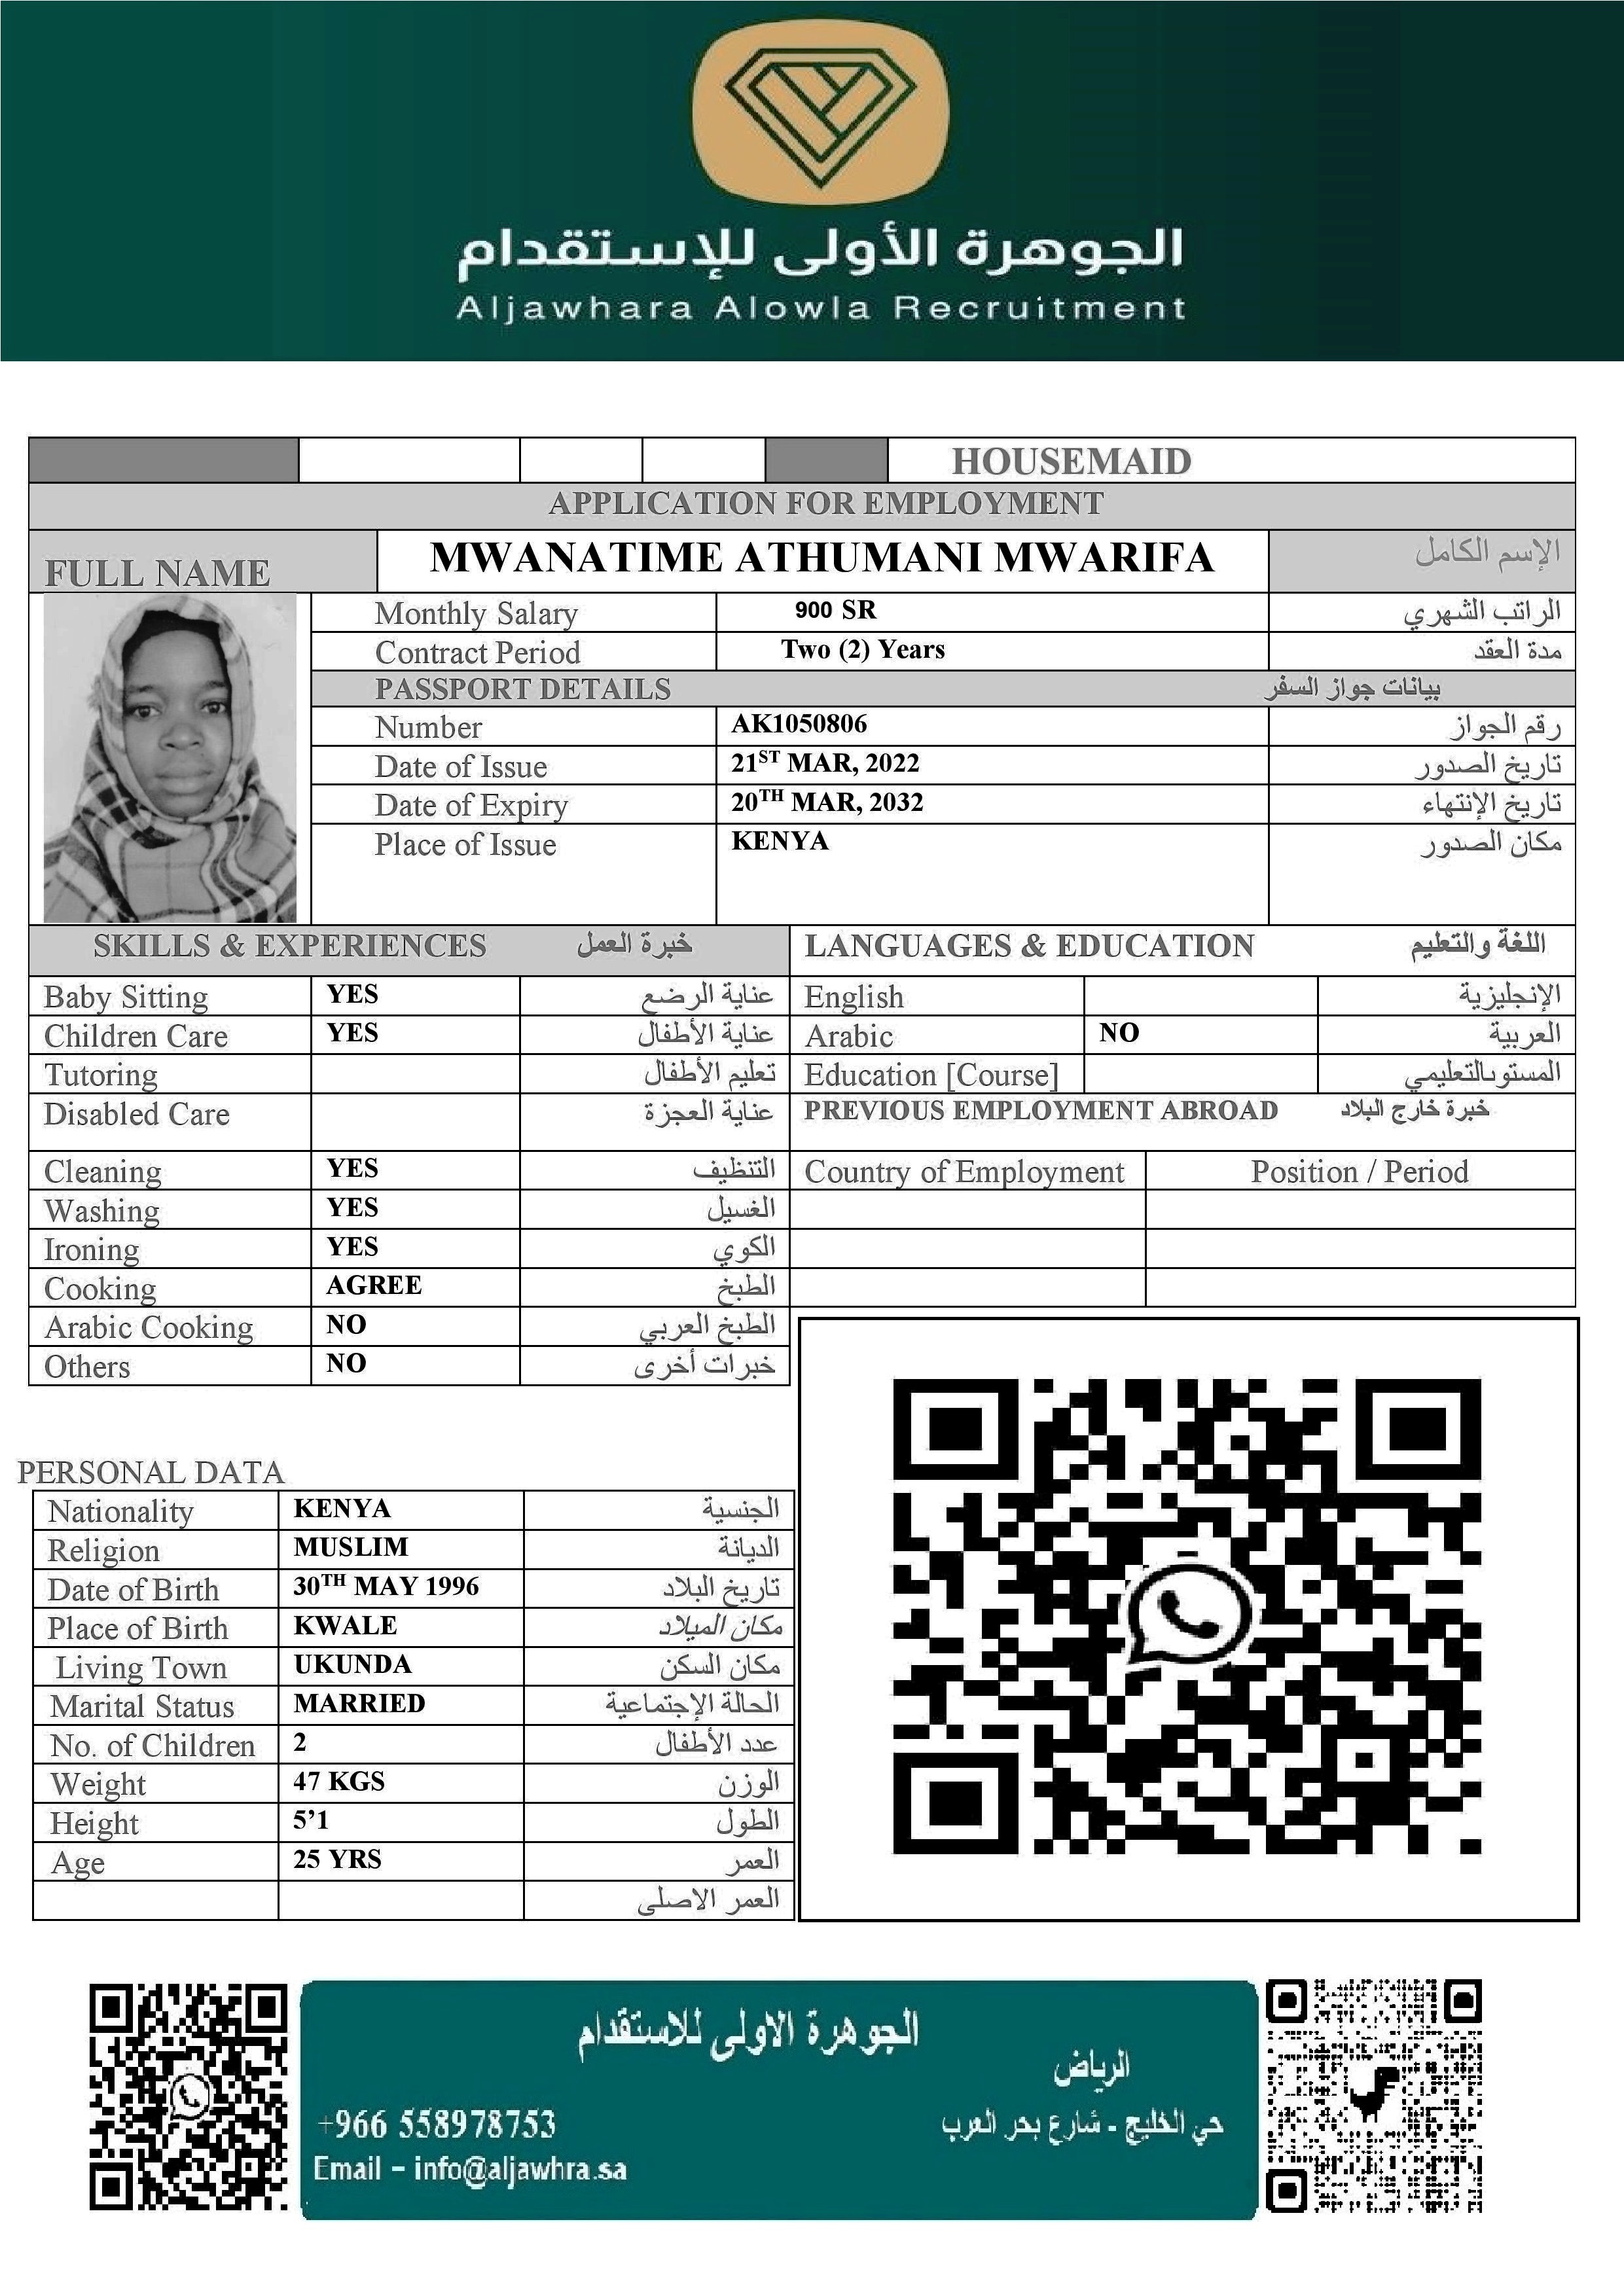 الجوهرة الأولى للإستقدام
Aljawhara Alowla Recruitment
HOUSEMAID
APPLICATION FOR EMPLOYMENT
FULL NAME MWANATIME ATHUMANI MWARIFA الإسم الكامل
Monthly Salary 900 SR الراتب الشهري
Contract Period Two (2) Years مدة العقد
PASSPORT DETAILS بيانات جواز السفر
Number AK1050806 رقم الجواز
Date of Issue 21ST MAR, 2022 تاريخ الصدور
Date of Expiry 20TH MAR, 2032 تاريخ الإنتهاء
Place of Issue KENYA مكان الصدور
SKILLS & EXPERIENCES خبرة العمل
Baby Sitting YES عناية الرضع
Children Care YES عناية الأطفال
Tutoring تعليم الأطفال
Disabled Care عناية العجزة
Cleaning YES التنظيف
Washing YES الغسيل
Ironing YES الكوي
Cooking AGREE الطبخ
Arabic Cooking NO الطبخ العربي
Others NO خبرات أخرى
LANGUAGES & EDUCATION اللغة والتعليم
English الإنجليزية
Arabic NO العربية
Education [Course] المستوىالتعليمي
PREVIOUS EMPLOYMENT ABROAD خبرة خارج البلاد
Country of Employment Position / Period
PERSONAL DATA
Nationality KENYA الجنسية
Religion MUSLIM الديانة
Date of Birth 30TH MAY 1996 تاريخ البلاد
Place of Birth KWALE مكان الميلاد
Living Town UKUNDA مكان السكن
Marital Status MARRIED الحالة الإجتماعية
No. of Children 2 عدد الأطفال
Weight 47 KGS الوزن
Height 5’1 الطول
Age 25 YRS العمر
العمر الاصلى
الجوهرة الاولى للاستقدام
الرياض
حي الخليج - شارع بحر العرب
+966 558978753
Email – info@aljawhra.sa